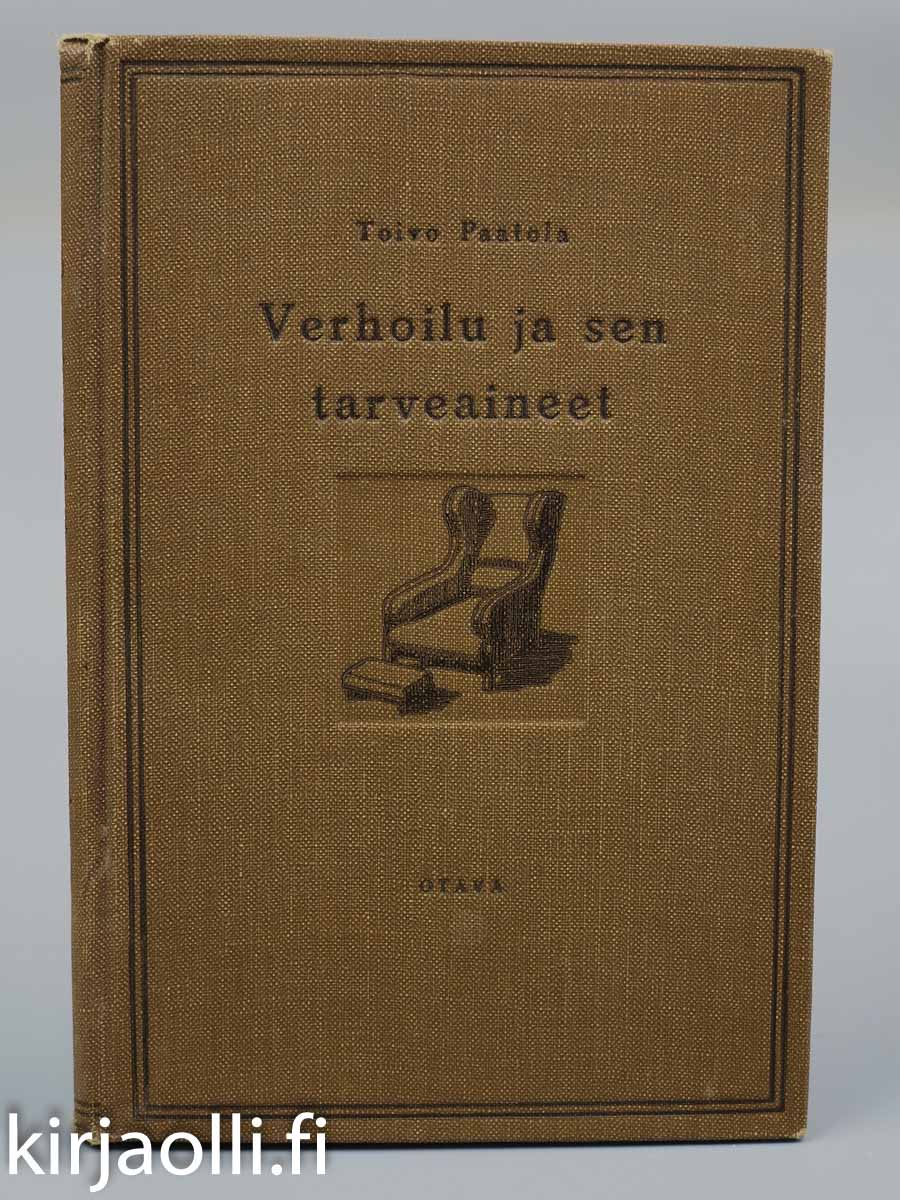 Toivo Paatola
Verhoilu ja sen
tarveaineet
OTAVA
kirjaolli.fi